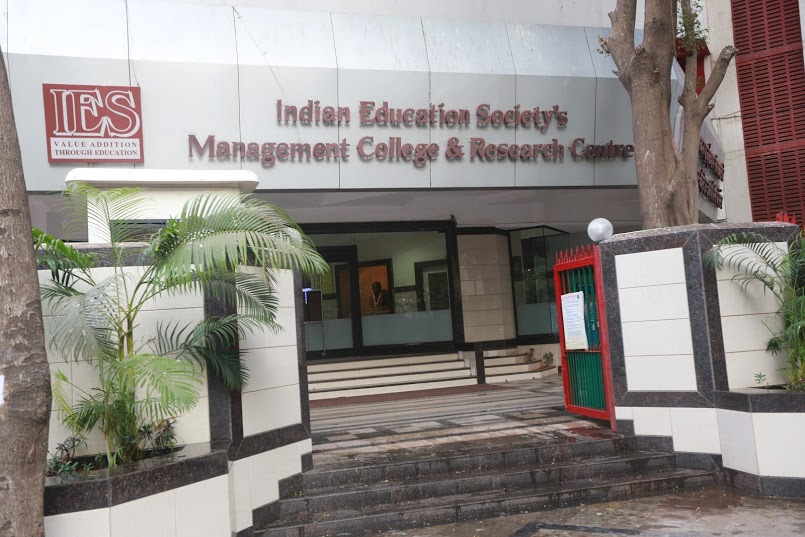 IES
VALUE ADDITION
THROUGH EDUCATION
Indian Education Society's
Management College & Research Centre